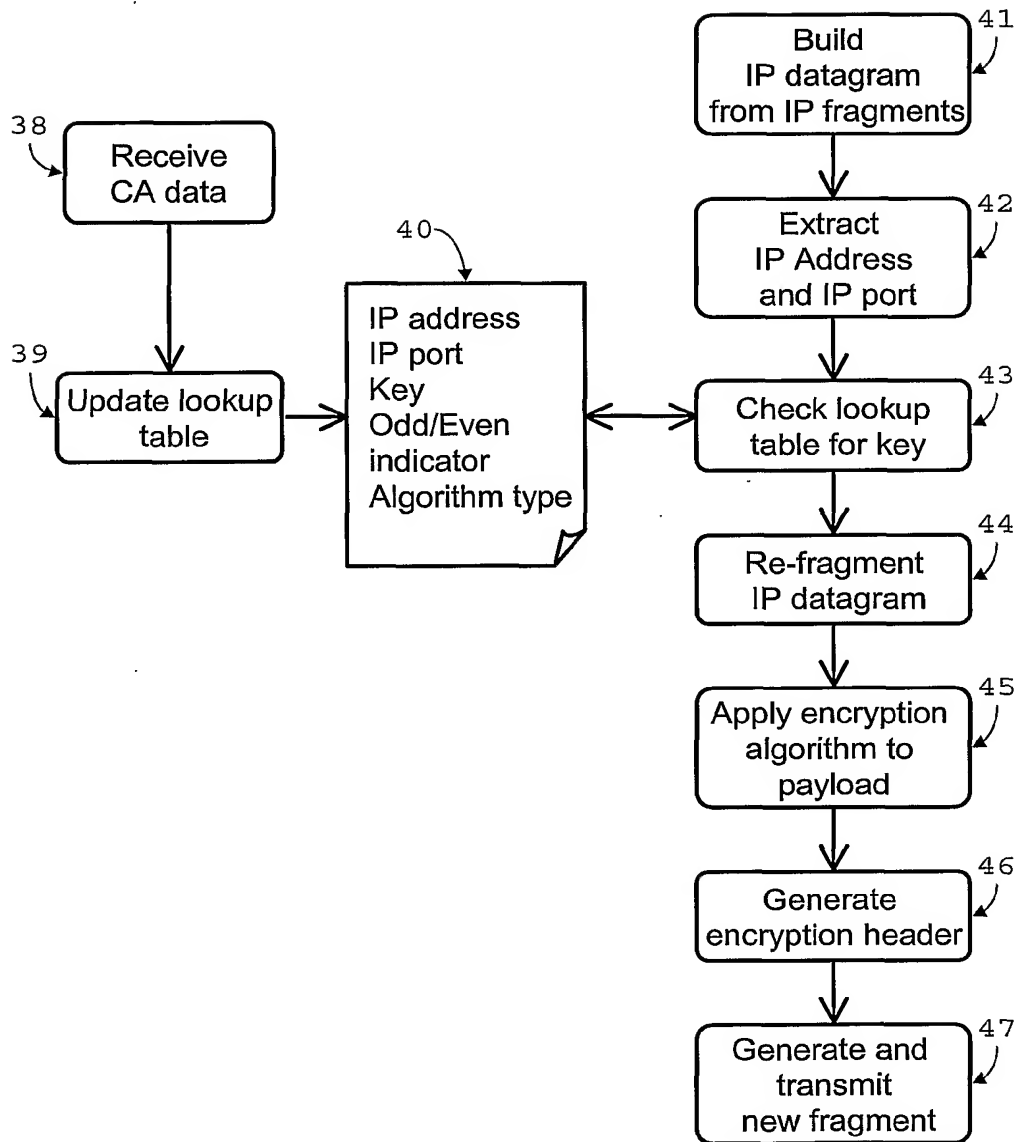 38
Receive
CA data
39
Update lookup
table
40
IP address
IP port
Key
Odd/Even
indicator
Algorithm type
41
Build
IP datagram
from IP fragments
42
Extract
IP Address
and IP port
43
Check lookup
table for key
44
Re-fragment
IP datagram
45
Apply encryption
algorithm to
payload
46
Generate
encryption header
47
Generate and
transmit
new fragment